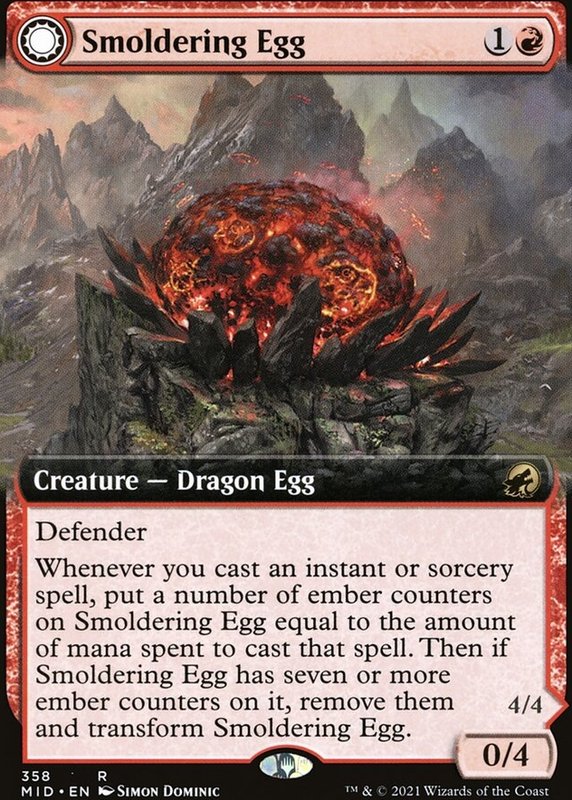 Smoldering Egg 1
Creature — Dragon Egg
Defender
Whenever you cast an instant or sorcery
spell, put a number of ember counters
on Smoldering Egg equal to the amount
of mana spent to cast that spell. Then if
Smoldering Egg has seven or more
ember counters on it, remove them
and transform Smoldering Egg.
4/4
0/4
358 R
MID • EN SIMON DOMINIC
™ & © 2021 Wizards of the Coast